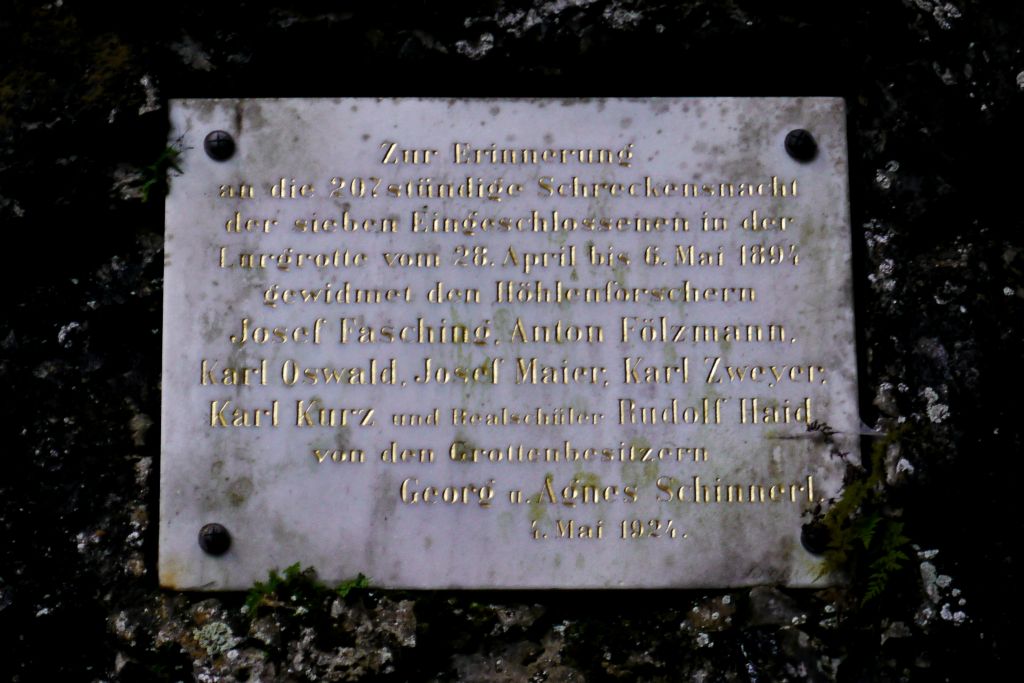 Zur Erinnerung
an die 207stündige Schreckensnacht
der sieben Eingeschlossenen in der
Lurgrotte vom 28. April bis 6. Mai 1894
gewidmet den Höhlenforschern
Josef Fasching, Anton Fölzmann,
Karl Oswald, Josef Maier, Karl Zweyer,
Karl Kurz und Realschüler Rudolf Haid,
von den Grottenbesitzern
Georg u. Agnes Schinnerl.
4. Mai 1924.